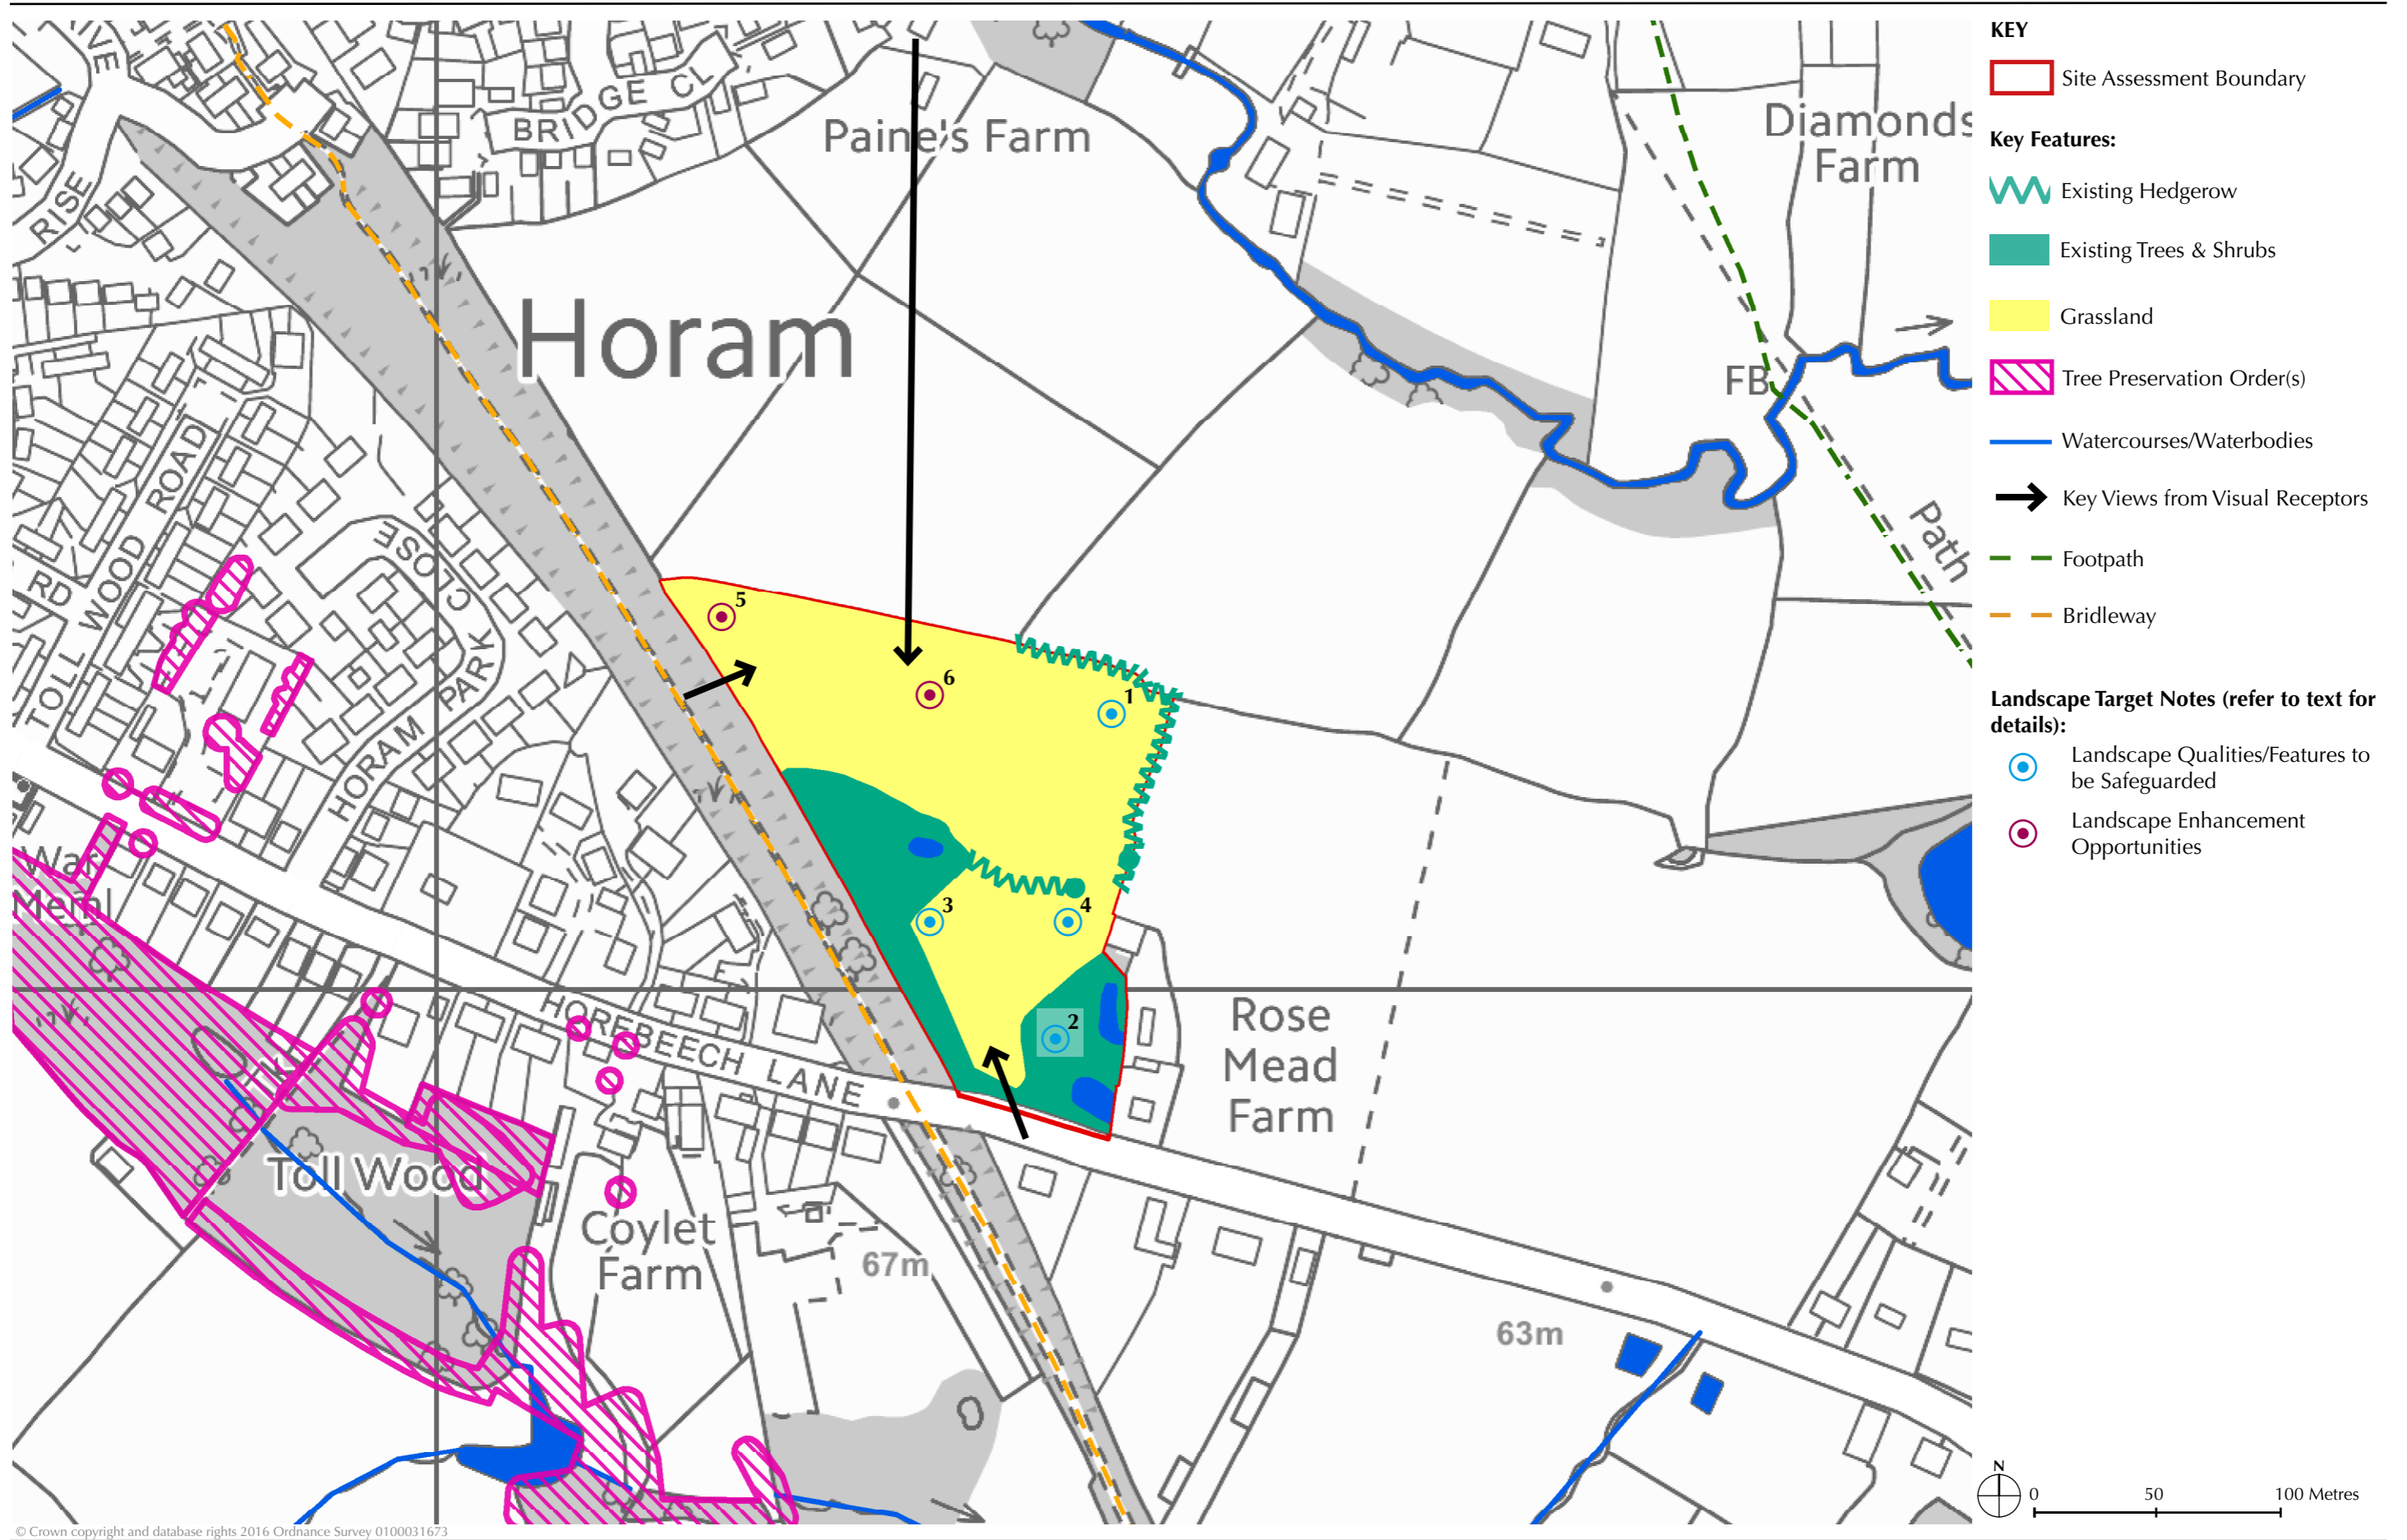 IVE
RISE
BRIDGE CL
Paine's Farm
Diamonds
Farm
Horam
FB
Path
TOLL WOOD ROAD
RD
CLOSE
HORAM PARK
5
6
1
3
4
2
War
Meml
HOREBEECH LANE
Rose
Mead
Farm
Toll Wood
Coylet
Farm
67m
63m
KEY
Site Assessment Boundary
Key Features:
Existing Hedgerow
Existing Trees & Shrubs
Grassland
Tree Preservation Order(s)
Watercourses/Waterbodies
Key Views from Visual Receptors
Footpath
Bridleway
Landscape Target Notes (refer to text for
details):
Landscape Qualities/Features to
be Safeguarded
Landscape Enhancement
Opportunities
N
0 50 100 Metres
© Crown copyright and database rights 2016 Ordnance Survey 0100031673